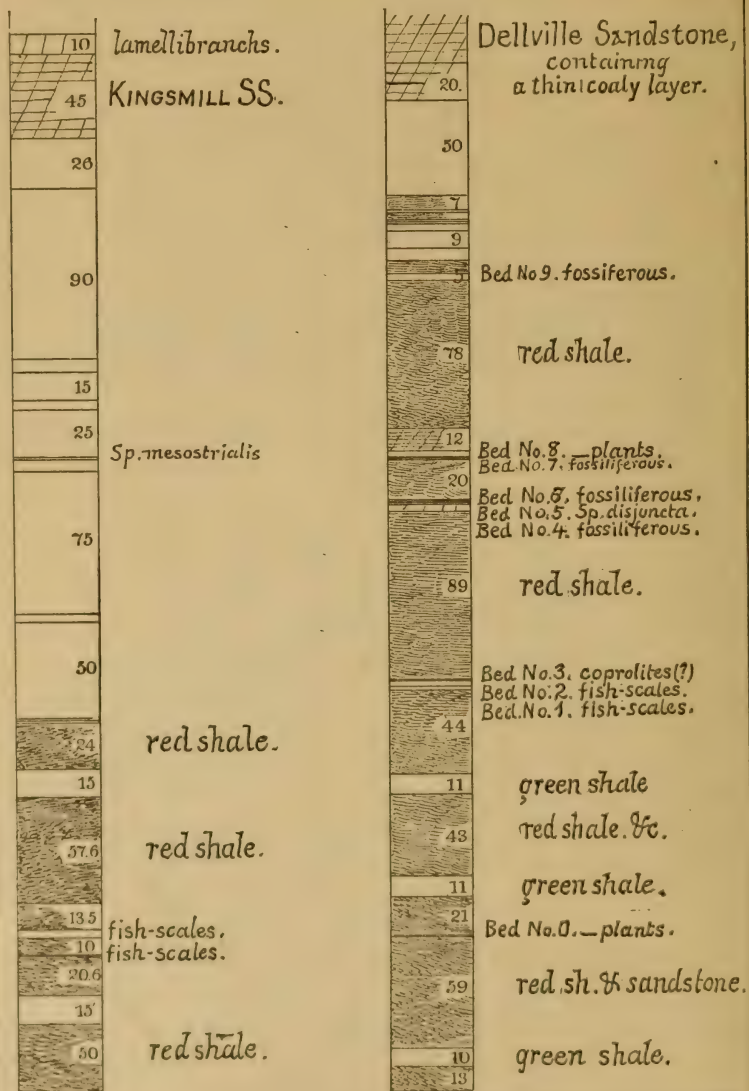 10 lamellibranchs.
45 KINGSMILL SS.
26
90
15
25
Sp. mesostrialis
75
50
24 red shale.
15
57.6 red shale.
13.5
fish-scales.
10
fish-scales.
20.6
15
50 red shale.
Dellville Sandstone,
containing
20. a thin coaly layer.
50
7
9
5 Bed No 9. fossiferous.
78 red shale.
12
Bed No. 8. _ plants.
Bed. No. 7. fossiliferous.
20
Bed No. 6. fossiliferous.
Bed No. 5. Sp. disjuncta.
Bed No. 4. fossiliferous.
89 red shale.
Bed No. 3. coprolites (?)
Bed No. 2. fish-scales.
Bed. No. 1. fish-scales.
44
11 green shale
43 red shale. &c.
11 green shale.
21
Bed No. 0. _ plants.
59 red sh. & sandstone.
10 green shale.
13